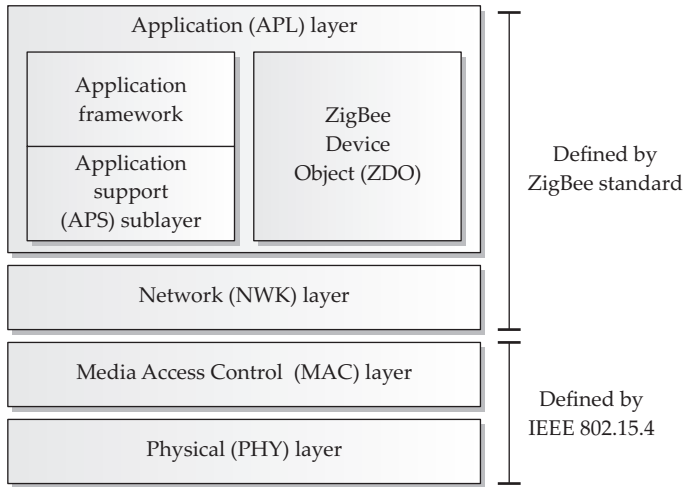 Application (APL) layer
Application
framework
Application
support
(APS) sublayer
ZigBee
Device
Object (ZDO)
Defined by
ZigBee standard
Network (NWK) layer
Media Access Control (MAC) layer
Physical (PHY) layer
Defined by
IEEE 802.15.4